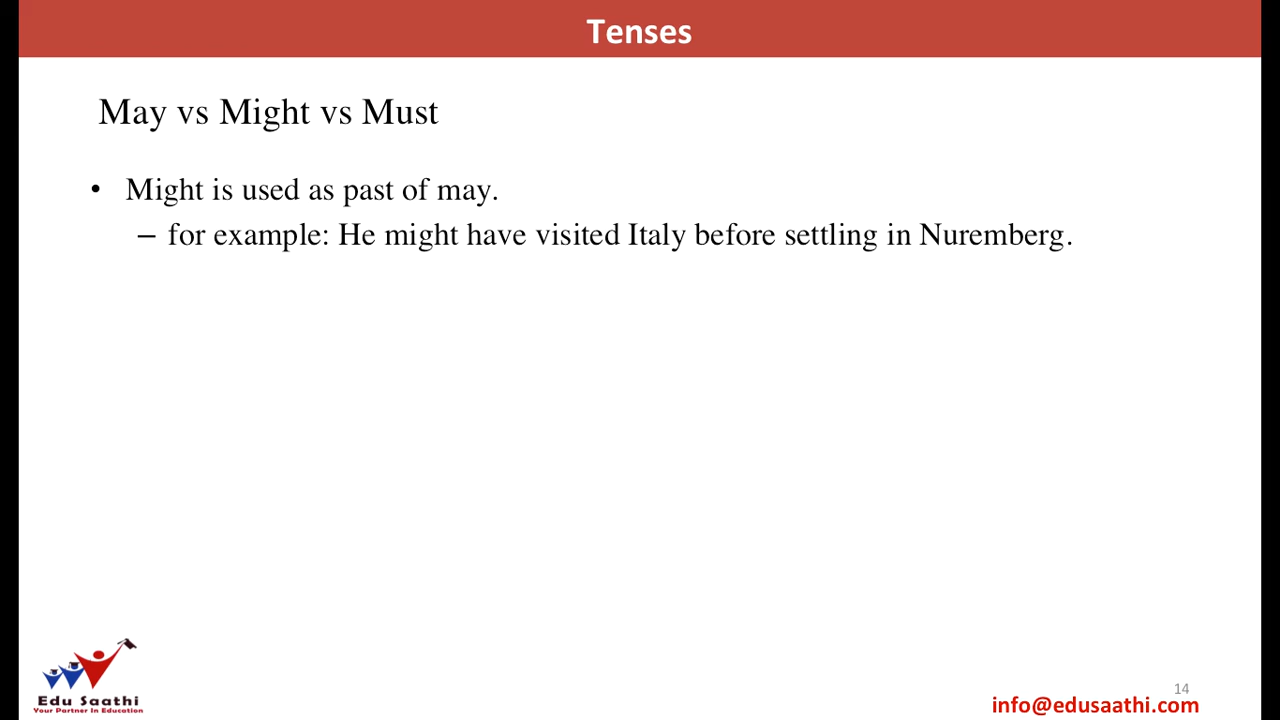 Tenses
May vs Might vs Must
• Might is used as past of may.
– for example: He might have visited Italy before settling in Nuremberg.
Edu Saathi
Your Partner In Education
14
info@edusaathi.com